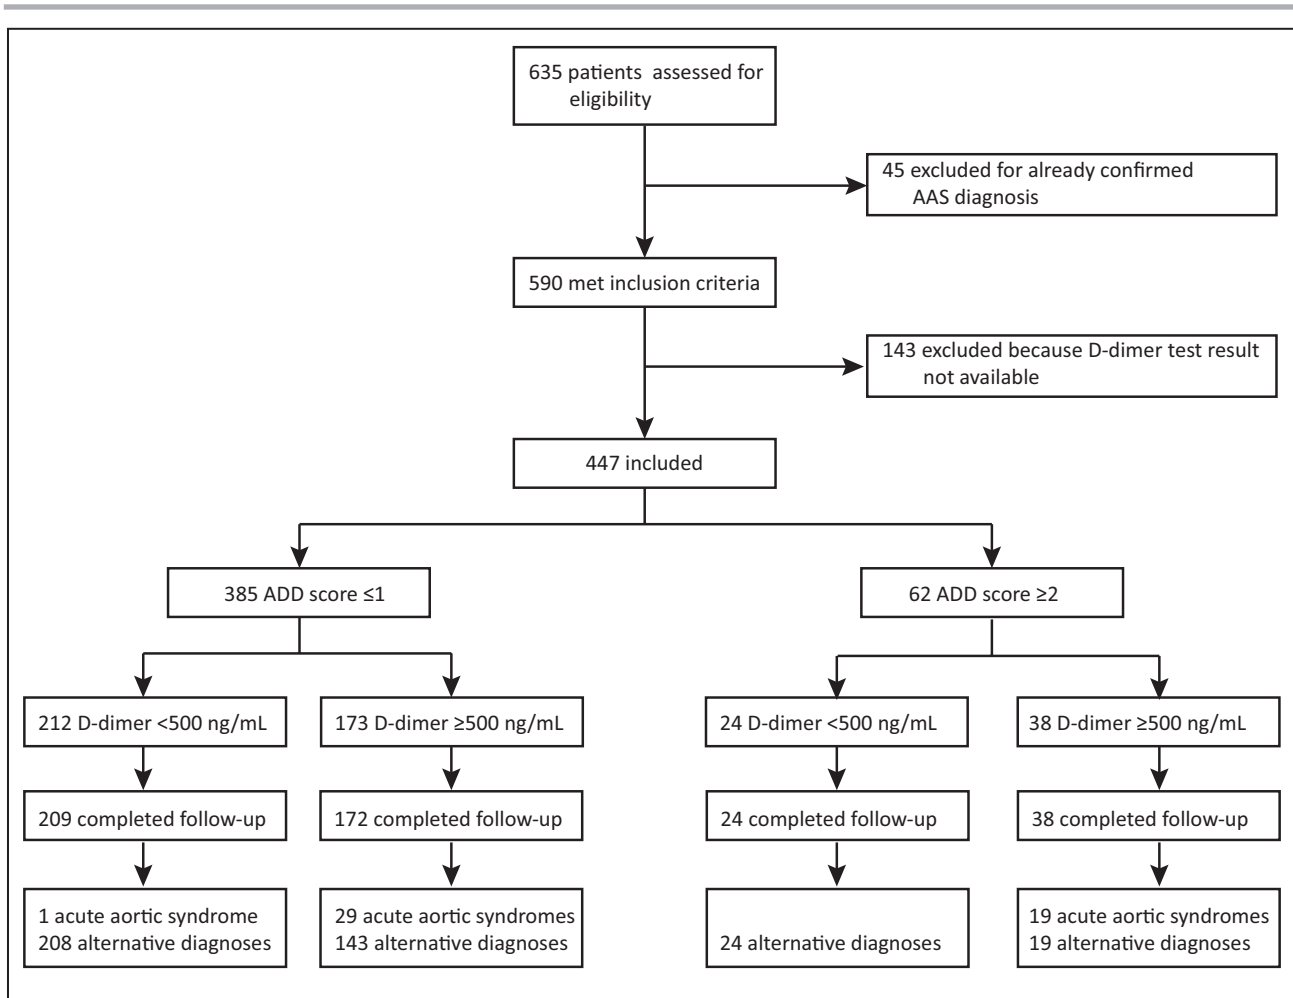 635 patients assessed for
eligibility
45 excluded for already confirmed
AAS diagnosis
590 met inclusion criteria
143 excluded because D-dimer test result
not available
447 included
385 ADD score ≤1
62 ADD score ≥2
212 D-dimer <500 ng/mL
173 D-dimer ≥500 ng/mL
24 D-dimer <500 ng/mL
38 D-dimer ≥500 ng/mL
209 completed follow-up
172 completed follow-up
24 completed follow-up
38 completed follow-up
1 acute aortic syndrome
208 alternative diagnoses
29 acute aortic syndromes
143 alternative diagnoses
24 alternative diagnoses
19 acute aortic syndromes
19 alternative diagnoses